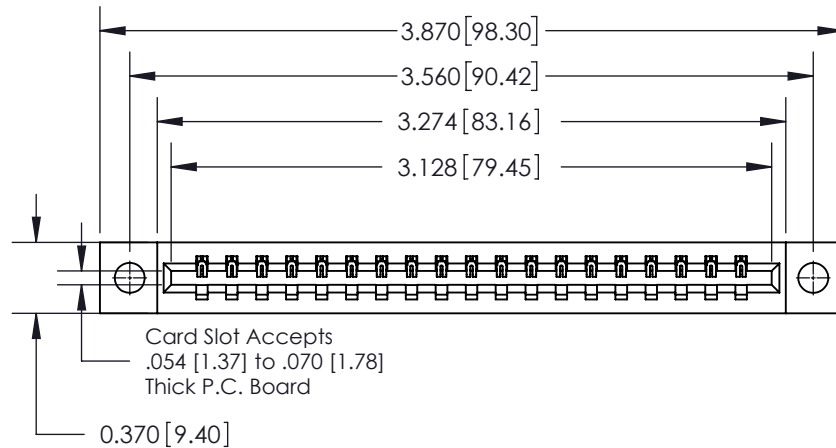 3.870[98.30]
3.560[90.42]
3.274[83.16]
3.128[79.45]
Card Slot Accepts
.054 [1.37] to .070 [1.78]
Thick P.C. Board
0.370[9.40]